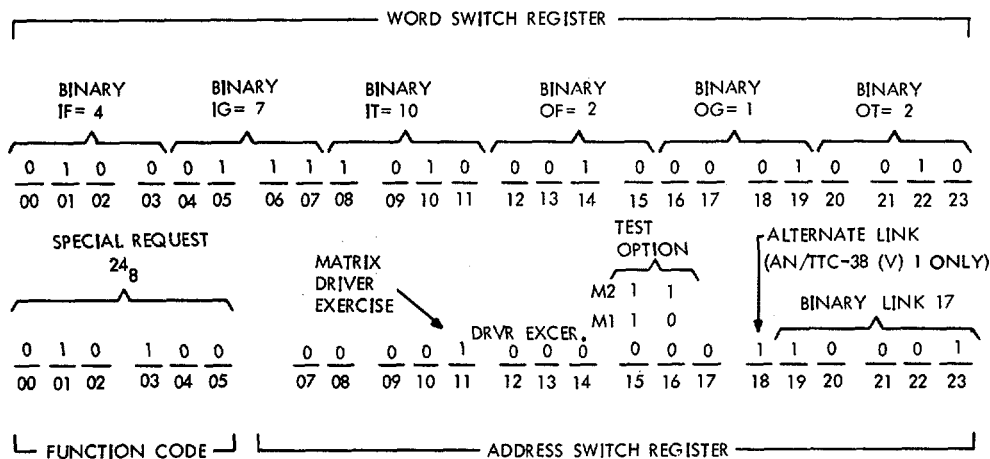 WORD SWITCH REGISTER
BINARY BINARY BINARY BINARY BINARY BINARY
IF= 4 IG= 7 IT= 10 OF= 2 OG= 1 OT= 2
0 1 0 0 0 1 1 1 1 0 1 0 0 0 1 0 0 0 0 1 0 0 1 0
00 01 02 03 04 05 06 07 08 09 10 11 12 13 14 15 16 17 18 19 20 21 22 23
SPECIAL REQUEST
24₈
MATRIX
DRIVER
EXERCISE
TEST
OPTION
M2 1 1
M1 1 0
DRVR EXCER.
ALTERNATE LINK
(AN/TTC-38 (V) 1 ONLY)
BINARY LINK 17
0 1 0 1 0 0 0 0 0 0 1 0 0 0 0 0 0 1 1 0 0 0 1
00 01 02 03 04 05 07 08 09 10 11 12 13 14 15 16 17 18 19 20 21 22 23
FUNCTION CODE ADDRESS SWITCH REGISTER